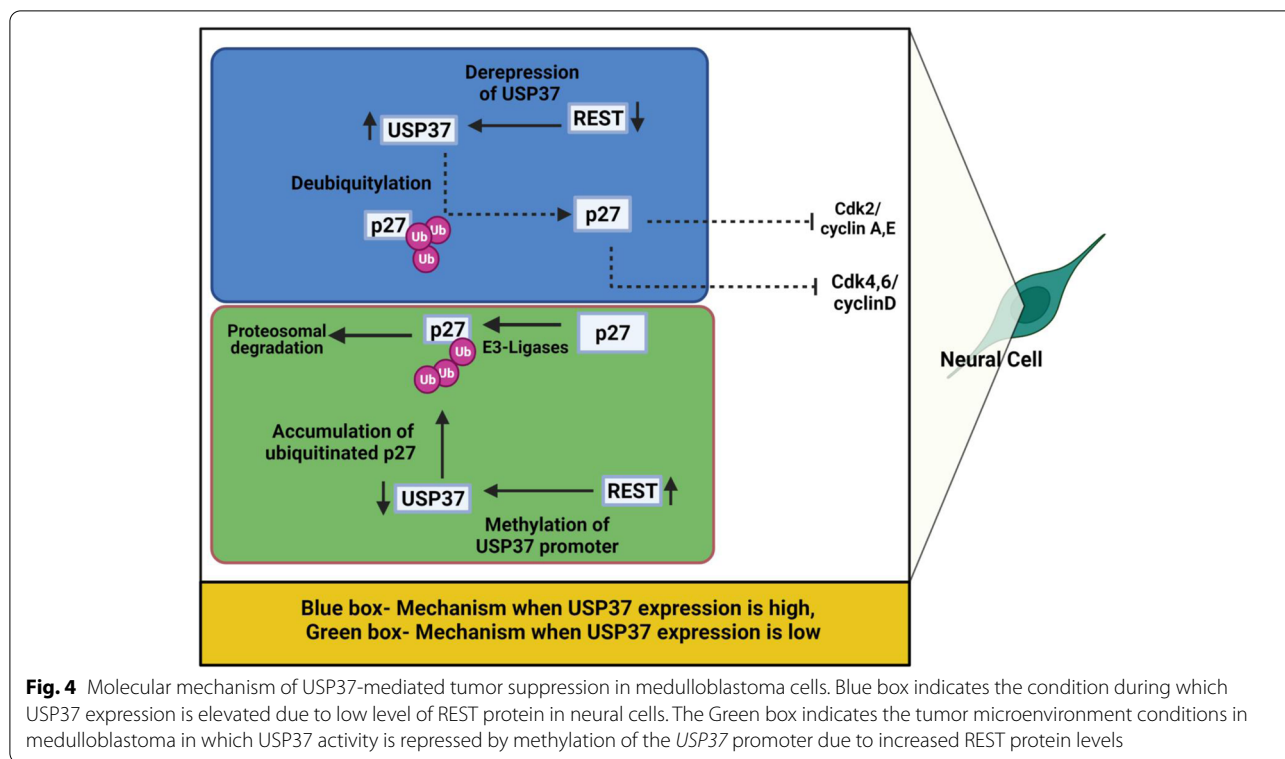 Derepression
of USP37
USP37
REST
Deubiquitylation
p27
Ub
Ub
Ub
p27
Cdk2/
cyclin A,E
Cdk4,6/
cyclinD
Neural Cell
Proteosomal
degradation
p27
E3-Ligases
p27
Ub
Ub
Ub
Accumulation of
ubiquitinated p27
USP37
REST
Methylation of
USP37 promoter
Blue box- Mechanism when USP37 expression is high,
Green box- Mechanism when USP37 expression is low
Fig. 4 Molecular mechanism of USP37-mediated tumor suppression in medulloblastoma cells. Blue box indicates the condition during which
USP37 expression is elevated due to low level of REST protein in neural cells. The Green box indicates the tumor microenvironment conditions in
medulloblastoma in which USP37 activity is repressed by methylation of the USP37 promoter due to increased REST protein levels